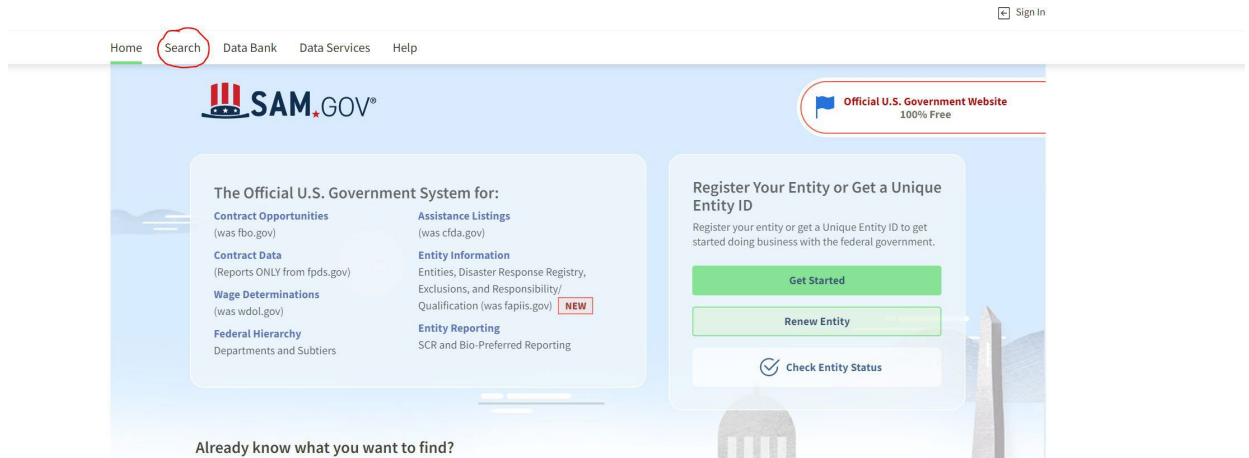 Sign In
Home Search Data Bank Data Services Help
SAM.GOV®
Official U.S. Government Website
100% Free
The Official U.S. Government System for:
Contract Opportunities
(was fbo.gov)
Contract Data
(Reports ONLY from fpds.gov)
Wage Determinations
(was wdol.gov)
Federal Hierarchy
Departments and Subtiers
Assistance Listings
(was cfda.gov)
Entity Information
Entities, Disaster Response Registry,
Exclusions, and Responsibility/
Qualification (was fapiis.gov) NEW
Entity Reporting
SCR and Bio-Preferred Reporting
Register Your Entity or Get a Unique
Entity ID
Register your entity or get a Unique Entity ID to get
started doing business with the federal government.
Get Started
Renew Entity
Check Entity Status
Already know what you want to find?